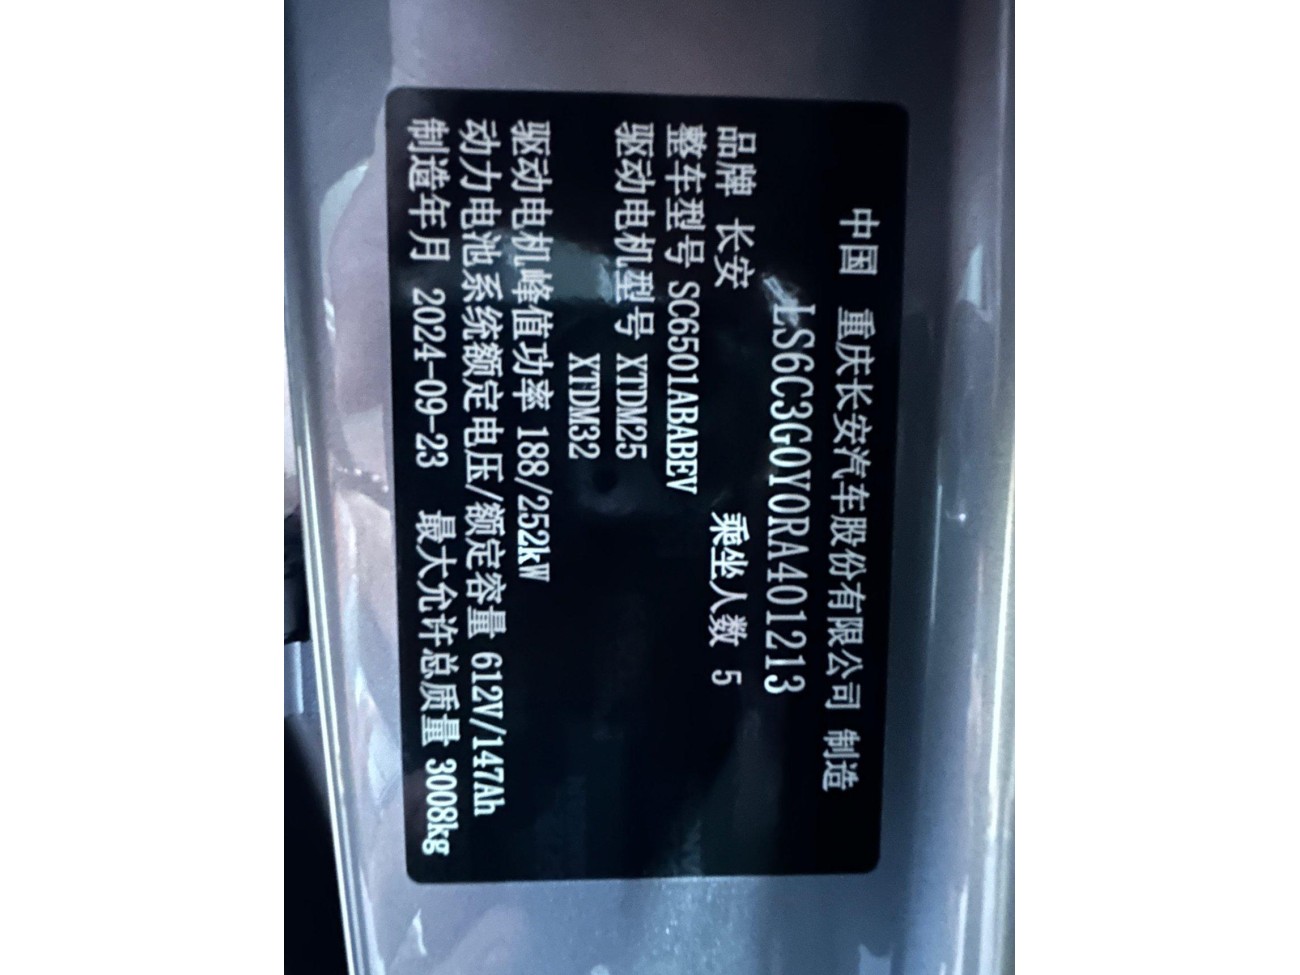 中国 重庆长安汽车股份有限公司 制造
LS6C3G0Y0RA401213
品牌 长安 乘坐人数 5
整车型号 SC6501ABABEV
驱动电机型号 XTDM25
XTDM32
驱动电机峰值功率 188/252kW
动力电池系统额定电压/额定容量 612V/147Ah
制造年月 2024-09-23 最大允许总质量 3008kg